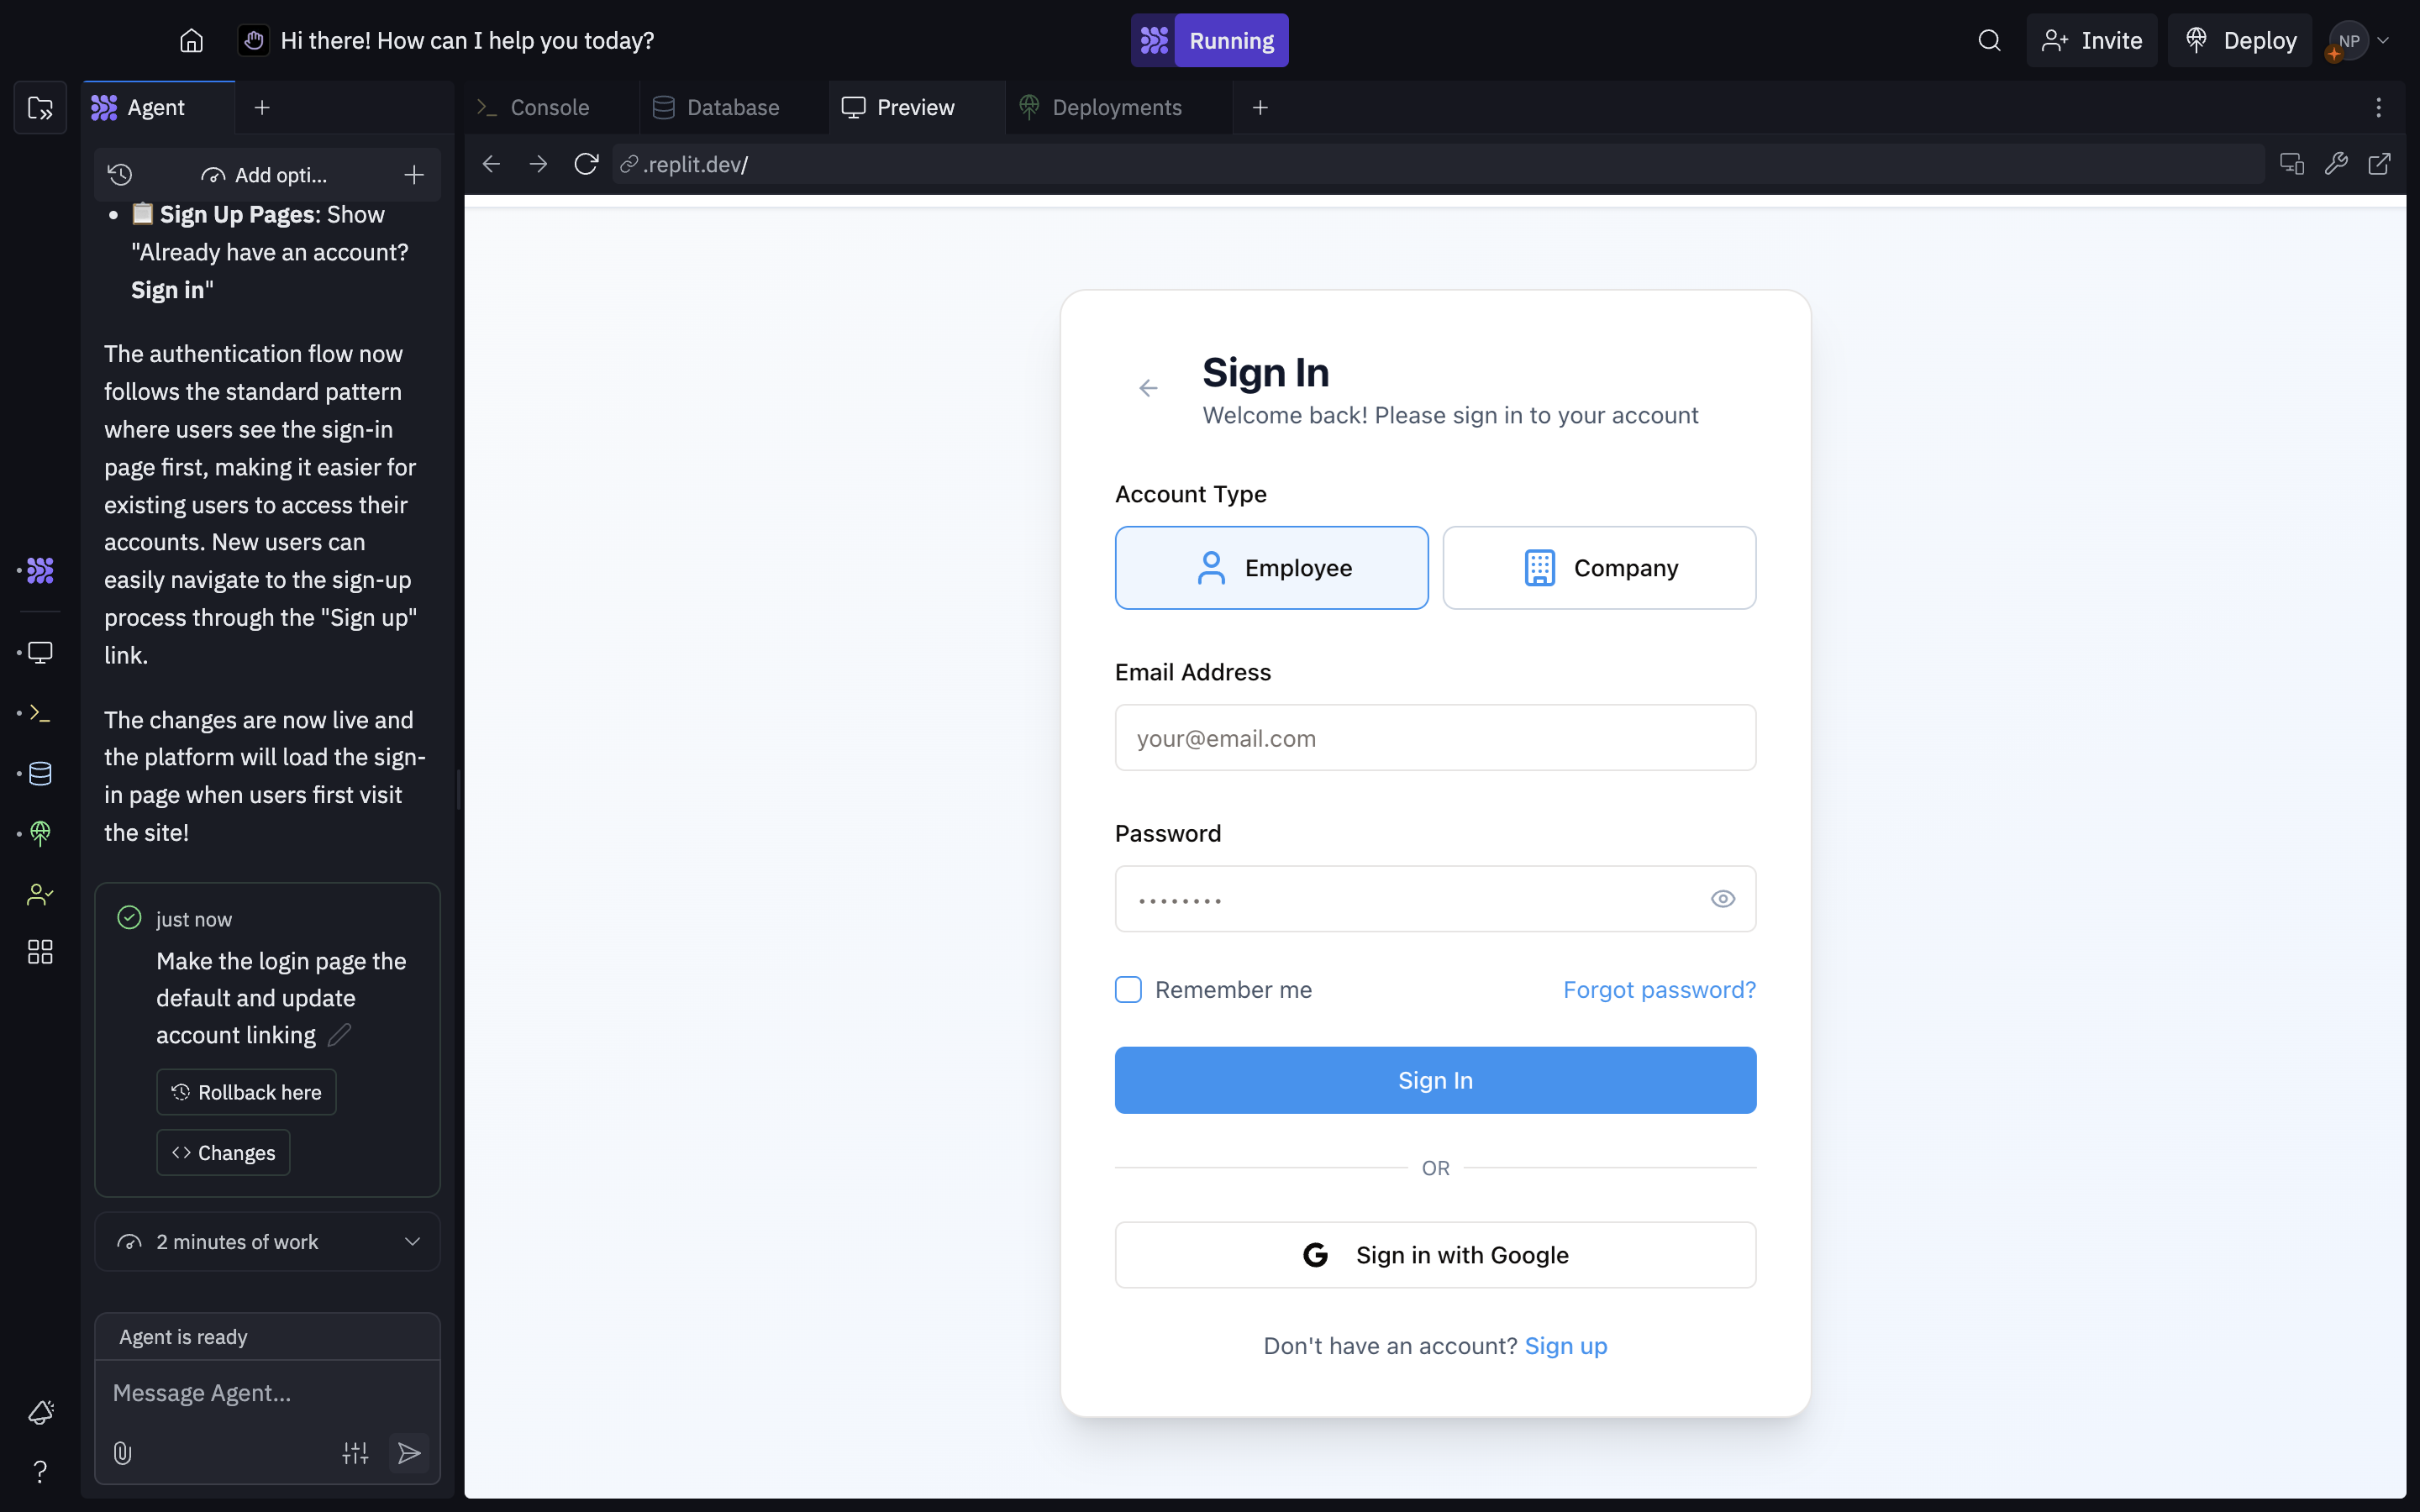 Hi there! How can I help you today?
Running
Invite
Deploy
NP
Agent
Console
Database
Preview
Deployments
Add opti...
.replit.dev/
• 📋 Sign Up Pages: Show
"Already have an account?
Sign in"
The authentication flow now
follows the standard pattern
where users see the sign-in
page first, making it easier for
existing users to access their
accounts. New users can
easily navigate to the sign-up
process through the "Sign up"
link.
The changes are now live and
the platform will load the sign-
in page when users first visit
the site!
just now
Make the login page the
default and update
account linking
Rollback here
Changes
2 minutes of work
Agent is ready
Message Agent...
Sign In
Welcome back! Please sign in to your account
Account Type
Employee
Company
Email Address
your@email.com
Password
••••••••
Remember me
Forgot password?
Sign In
OR
G Sign in with Google
Don't have an account? Sign up